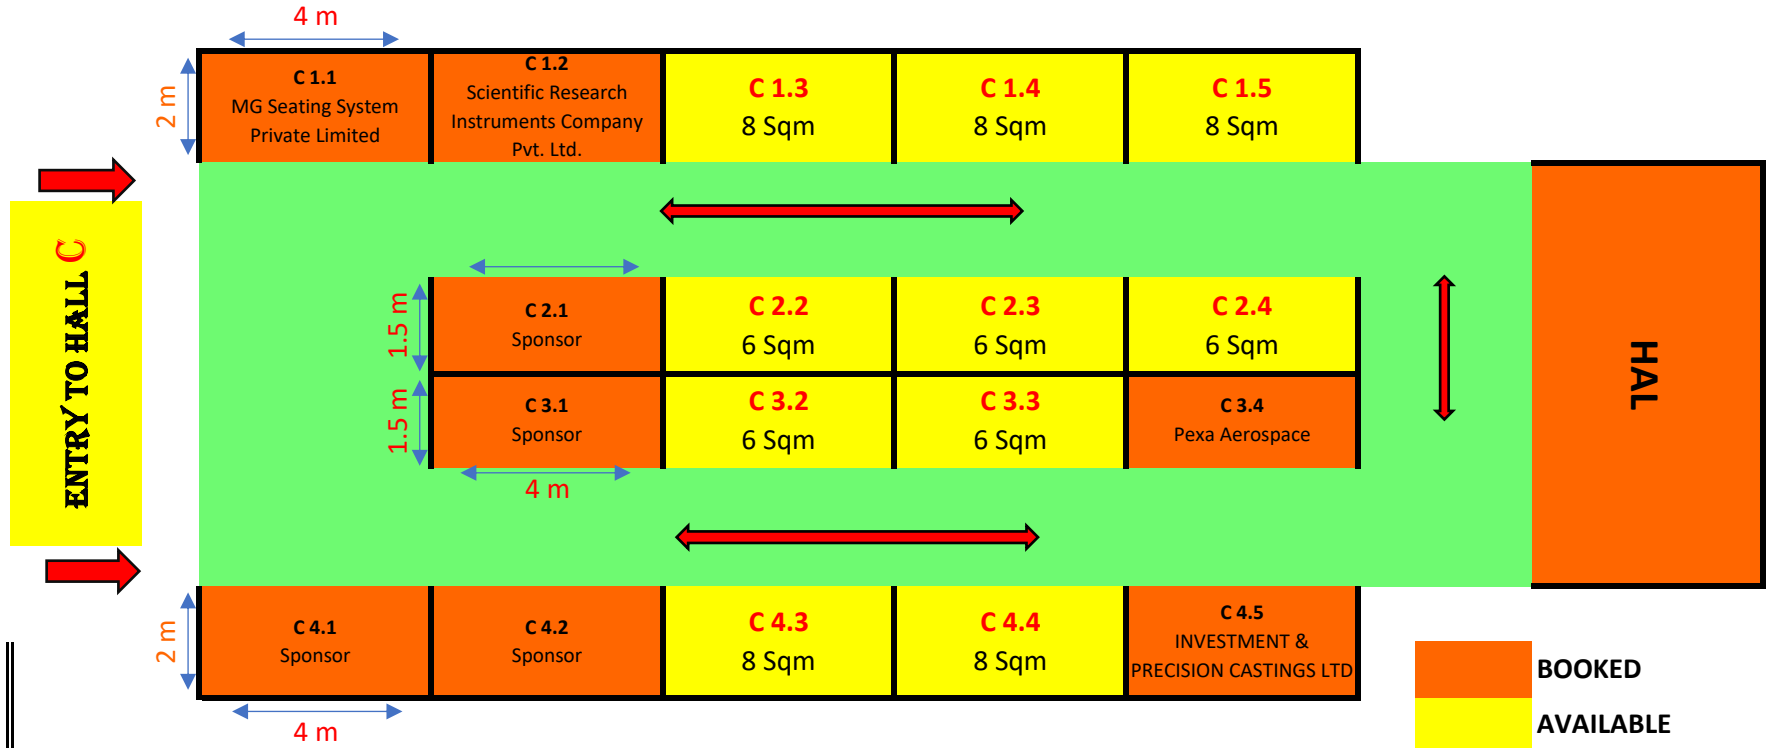 4 m
2 m
C 1.1
MG Seating System
Private Limited
C 1.2
Scientific Research
Instruments Company
Pvt. Ltd.
C 1.3
8 Sqm
C 1.4
8 Sqm
C 1.5
8 Sqm
ENTRY TO HALL C
1.5 m
C 2.1
Sponsor
C 2.2
6 Sqm
C 2.3
6 Sqm
C 2.4
6 Sqm
1.5 m
C 3.1
Sponsor
C 3.2
6 Sqm
C 3.3
6 Sqm
C 3.4
Pexa Aerospace
4 m
HAL
2 m
C 4.1
Sponsor
C 4.2
Sponsor
C 4.3
8 Sqm
C 4.4
8 Sqm
C 4.5
INVESTMENT &
PRECISION CASTINGS LTD
4 m
BOOKED
AVAILABLE